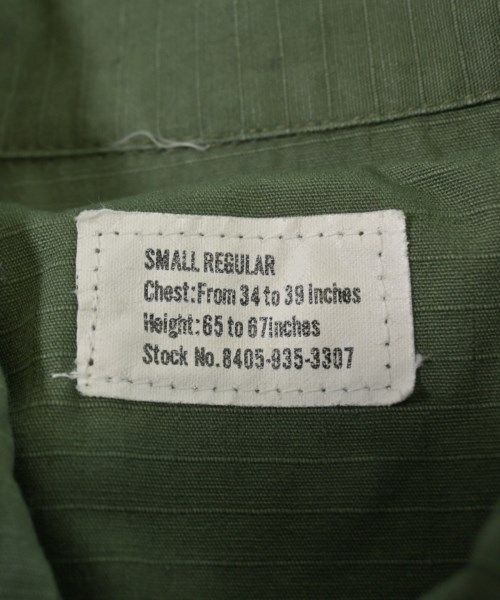 SMALL REGULAR
Chest:From 34 to 39 inches
Height:65 to 67inches
Stock No.8405-935-3307